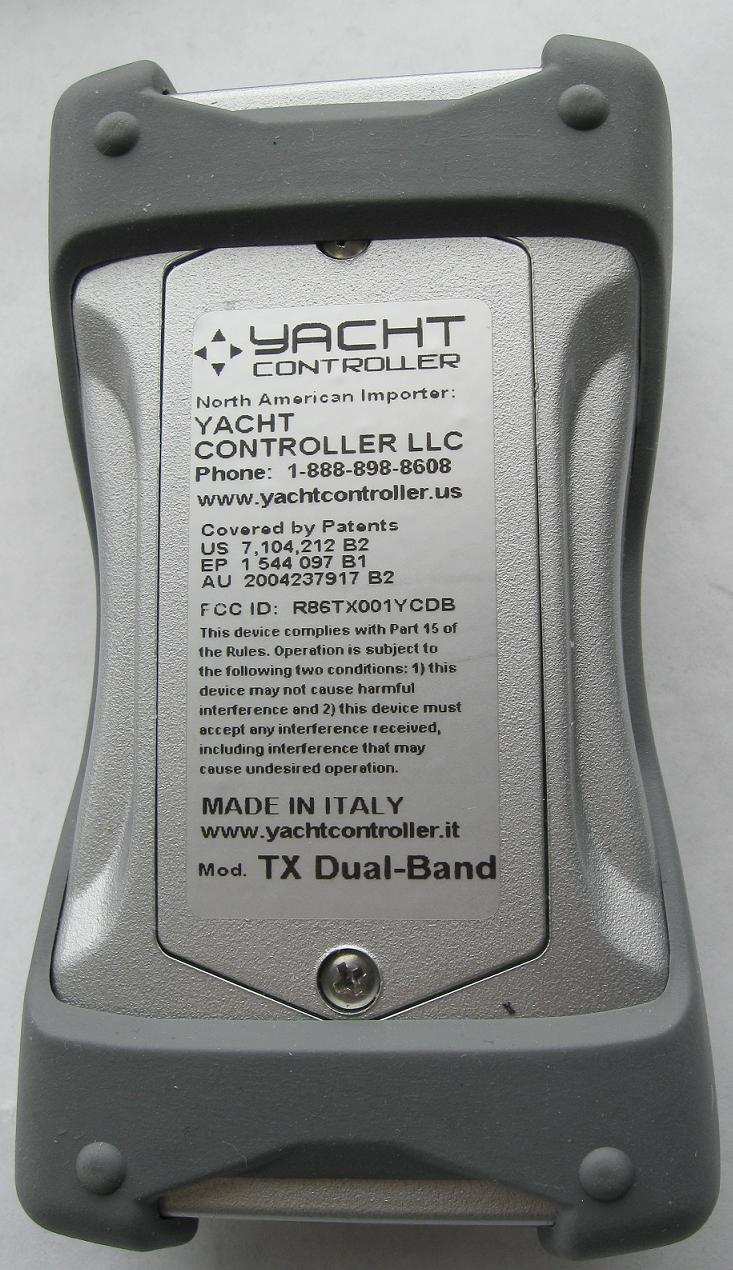 YACHT
CONTROLLER
North American Importer:
YACHT
CONTROLLER LLC
Phone: 1-888-898-8608
www.yachtcontroller.us
Covered by Patents
US 7,104,212 B2
EP 1 544 097 B1
AU 2004237917 B2
FCC ID: R86TX001YCDB
This device complies with Part 15 of
the Rules. Operation is subject to
the following two conditions: 1) this
device may not cause harmful
interference and 2) this device must
accept any interference received,
including interference that may
cause undesired operation.
MADE IN ITALY
www.yachtcontroller.it
Mod. TX Dual-Band